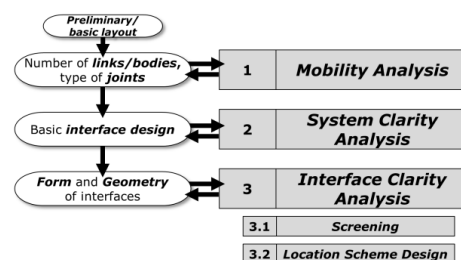 Preliminary/
basic layout
Number of links/bodies,
type of joints
1 Mobility Analysis
Basic interface design
2 System Clarity
Analysis
Form and Geometry
of interfaces
3 Interface Clarity
Analysis
3.1 Screening
3.2 Location Scheme Design